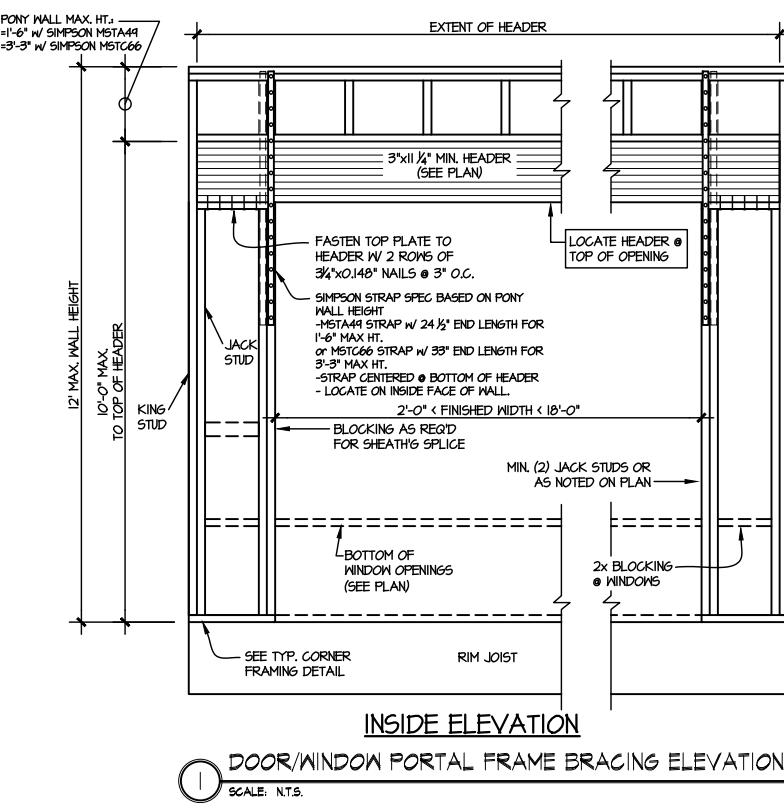 PONY WALL MAX. HT.:
=1'-6" W/ SIMPSON MSTA49
=3'-3" W/ SIMPSON MSTC66
EXTENT OF HEADER
3"x11 1/4" MIN. HEADER
(SEE PLAN)
FASTEN TOP PLATE TO
HEADER W/ 2 ROWS OF
3 1/4"x0.148" NAILS @ 3" O.C.
LOCATE HEADER @
TOP OF OPENING
SIMPSON STRAP SPEC BASED ON PONY
WALL HEIGHT
-MSTA49 STRAP W/ 24 1/2" END LENGTH FOR
1'-6" MAX HT.
or MSTC66 STRAP W/ 33" END LENGTH FOR
3'-3" MAX HT.
-STRAP CENTERED @ BOTTOM OF HEADER
- LOCATE ON INSIDE FACE OF WALL.
12' MAX. WALL HEIGHT
10'-0" MAX.
TO TOP OF HEADER
JACK
STUD
KING
STUD
2'-0" < FINISHED WIDTH < 18'-0"
BLOCKING AS REQ'D
FOR SHEATH'G SPLICE
MIN. (2) JACK STUDS OR
AS NOTED ON PLAN
BOTTOM OF
WINDOW OPENINGS
(SEE PLAN)
2x BLOCKING
@ WINDOWS
SEE TYP. CORNER
FRAMING DETAIL
RIM JOIST
INSIDE ELEVATION
1
DOOR/WINDOW PORTAL FRAME BRACING ELEVATION
SCALE: N.T.S.